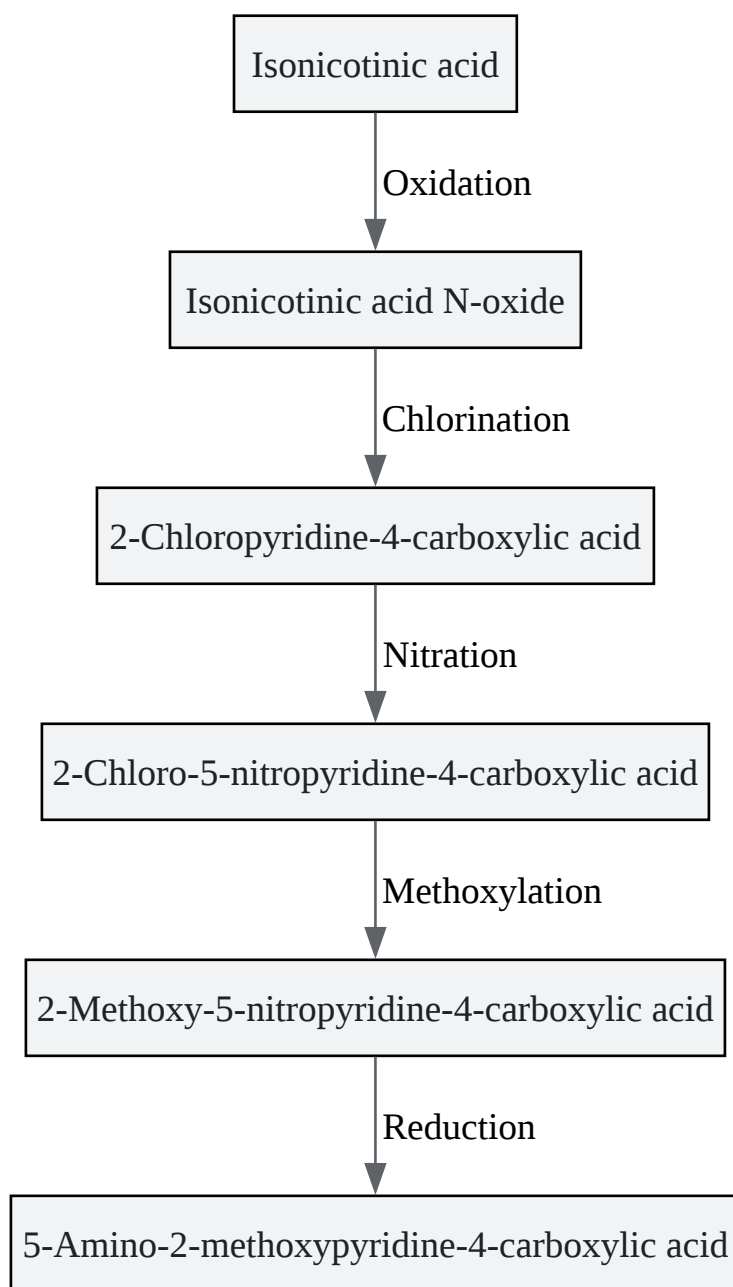 Isonicotinic acid
Oxidation
Isonicotinic acid N-oxide
Chlorination
2-Chloropyridine-4-carboxylic acid
Nitration
2-Chloro-5-nitropyridine-4-carboxylic acid
Methoxylation
2-Methoxy-5-nitropyridine-4-carboxylic acid
Reduction
5-Amino-2-methoxypyridine-4-carboxylic acid